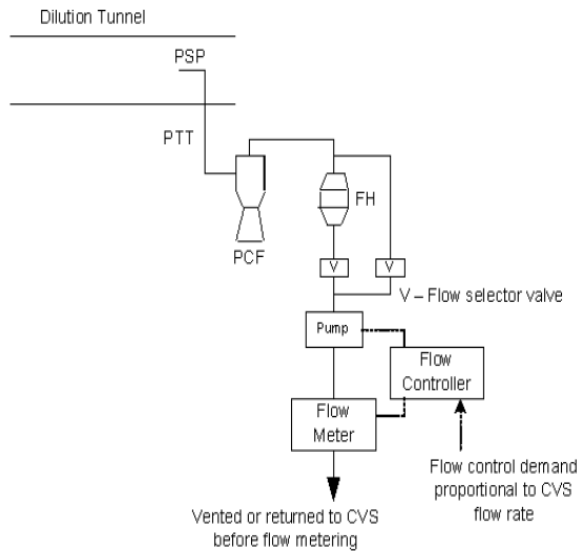 Dilution Tunnel
PSP
PTT
FH
PCF
V
V
V – Flow selector valve
Pump
Flow
Controller
Flow
Meter
Flow control demand
proportional to CVS
flow rate
Vented or returned to CVS
before flow metering